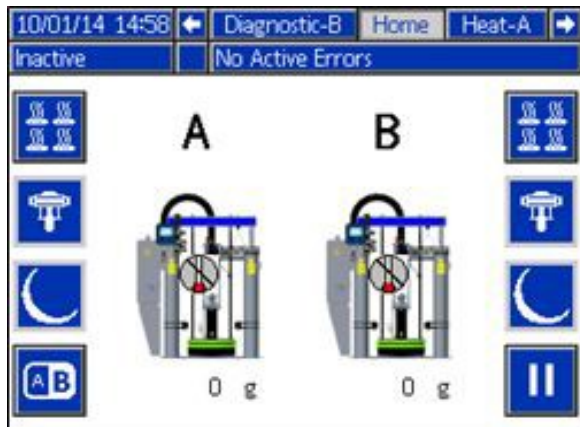 10/01/14 14:58 Diagnostic-B Home Heat-A
Inactive No Active Errors
A B
A B
0 g 0 g